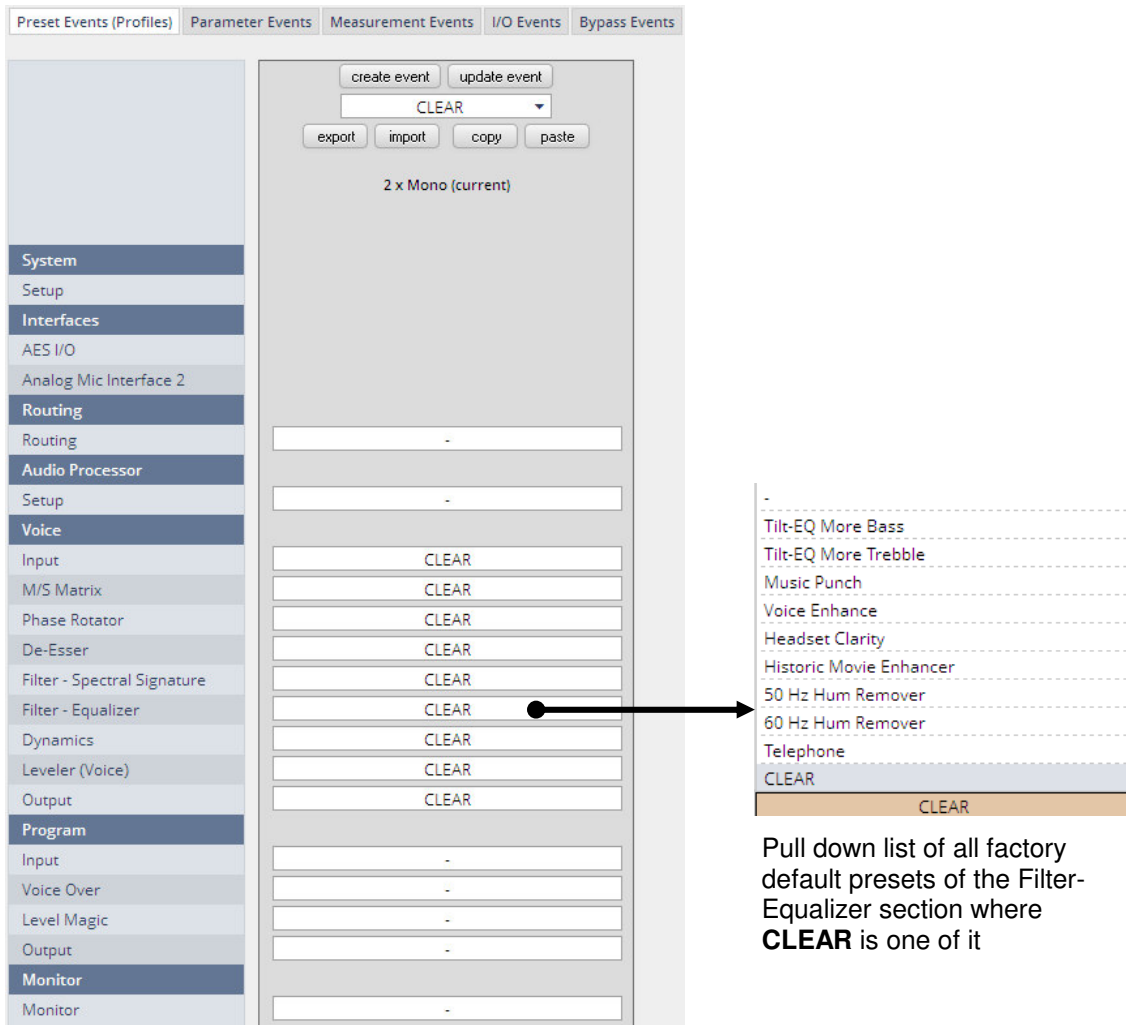 Preset Events (Profiles) Parameter Events Measurement Events I/O Events Bypass Events
create event update event
CLEAR
export import copy paste
2 x Mono (current)
System
Setup
Interfaces
AES I/O
Analog Mic Interface 2
Routing
Routing -
Audio Processor
Setup -
Voice
Input CLEAR
M/S Matrix CLEAR
Phase Rotator CLEAR
De-Esser CLEAR
Filter - Spectral Signature CLEAR
Filter - Equalizer CLEAR
Dynamics CLEAR
Leveler (Voice) CLEAR
Output CLEAR
Program
Input -
Voice Over -
Level Magic -
Output -
Monitor
Monitor -
-
Tilt-EQ More Bass
Tilt-EQ More Trebble
Music Punch
Voice Enhance
Headset Clarity
Historic Movie Enhancer
50 Hz Hum Remover
60 Hz Hum Remover
Telephone
CLEAR
CLEAR
Pull down list of all factory
default presets of the Filter-
Equalizer section where
CLEAR is one of it